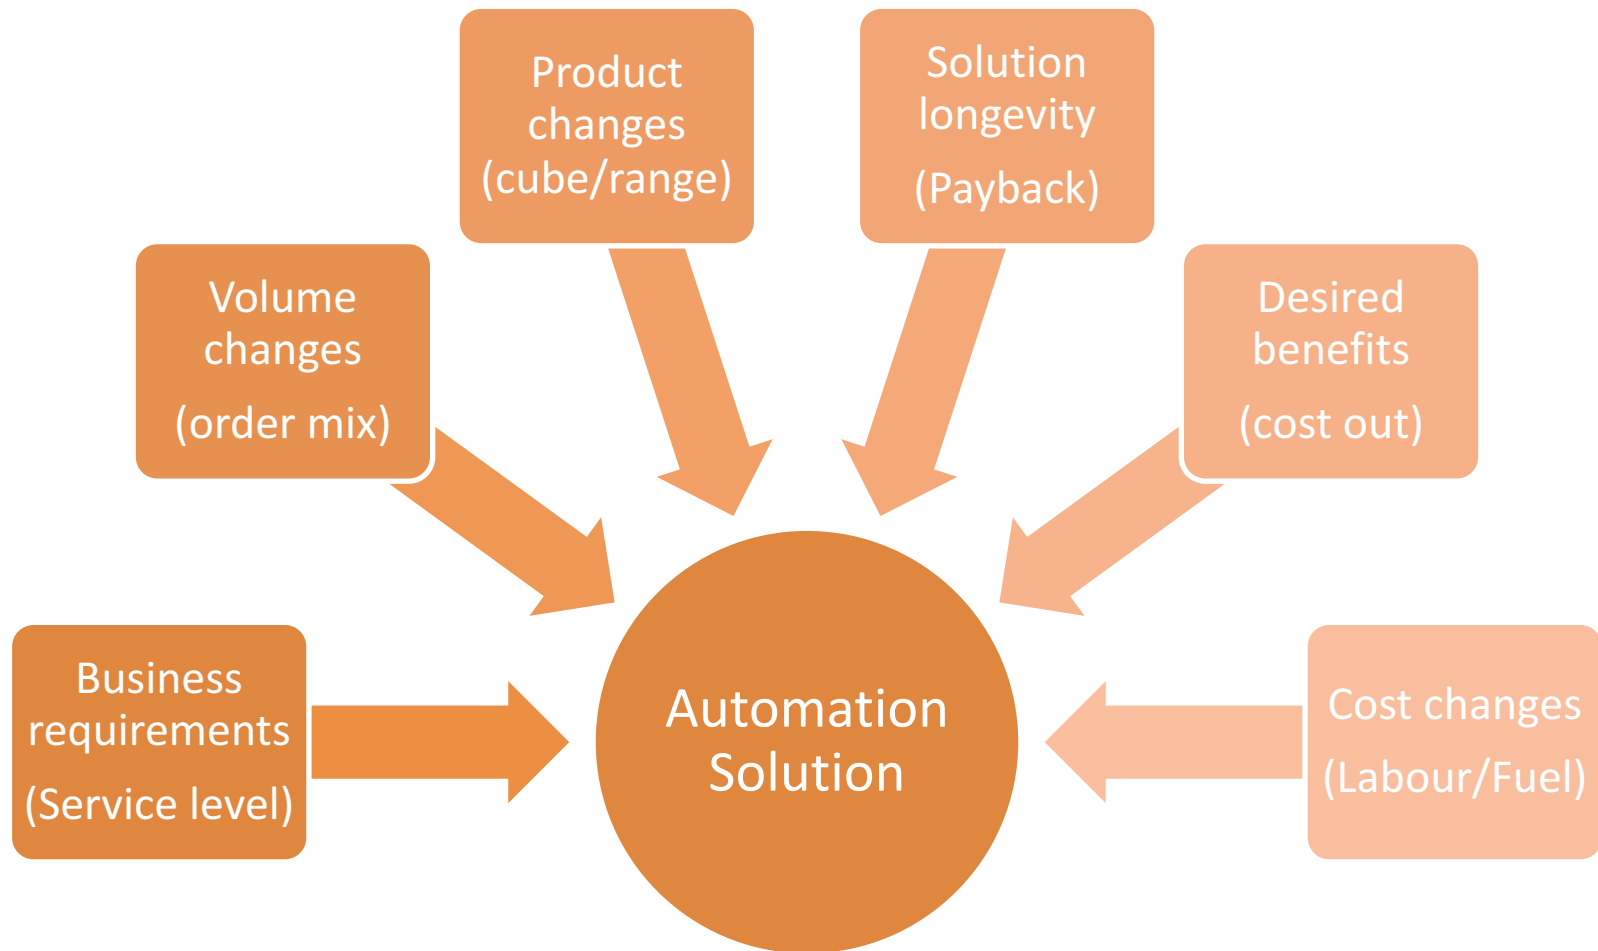 Product
changes
(cube/range)
Solution
longevity
(Payback)
Volume
changes
(order mix)
Desired
benefits
(cost out)
Business
requirements
(Service level)
Automation
Solution
Cost changes
(Labour/Fuel)